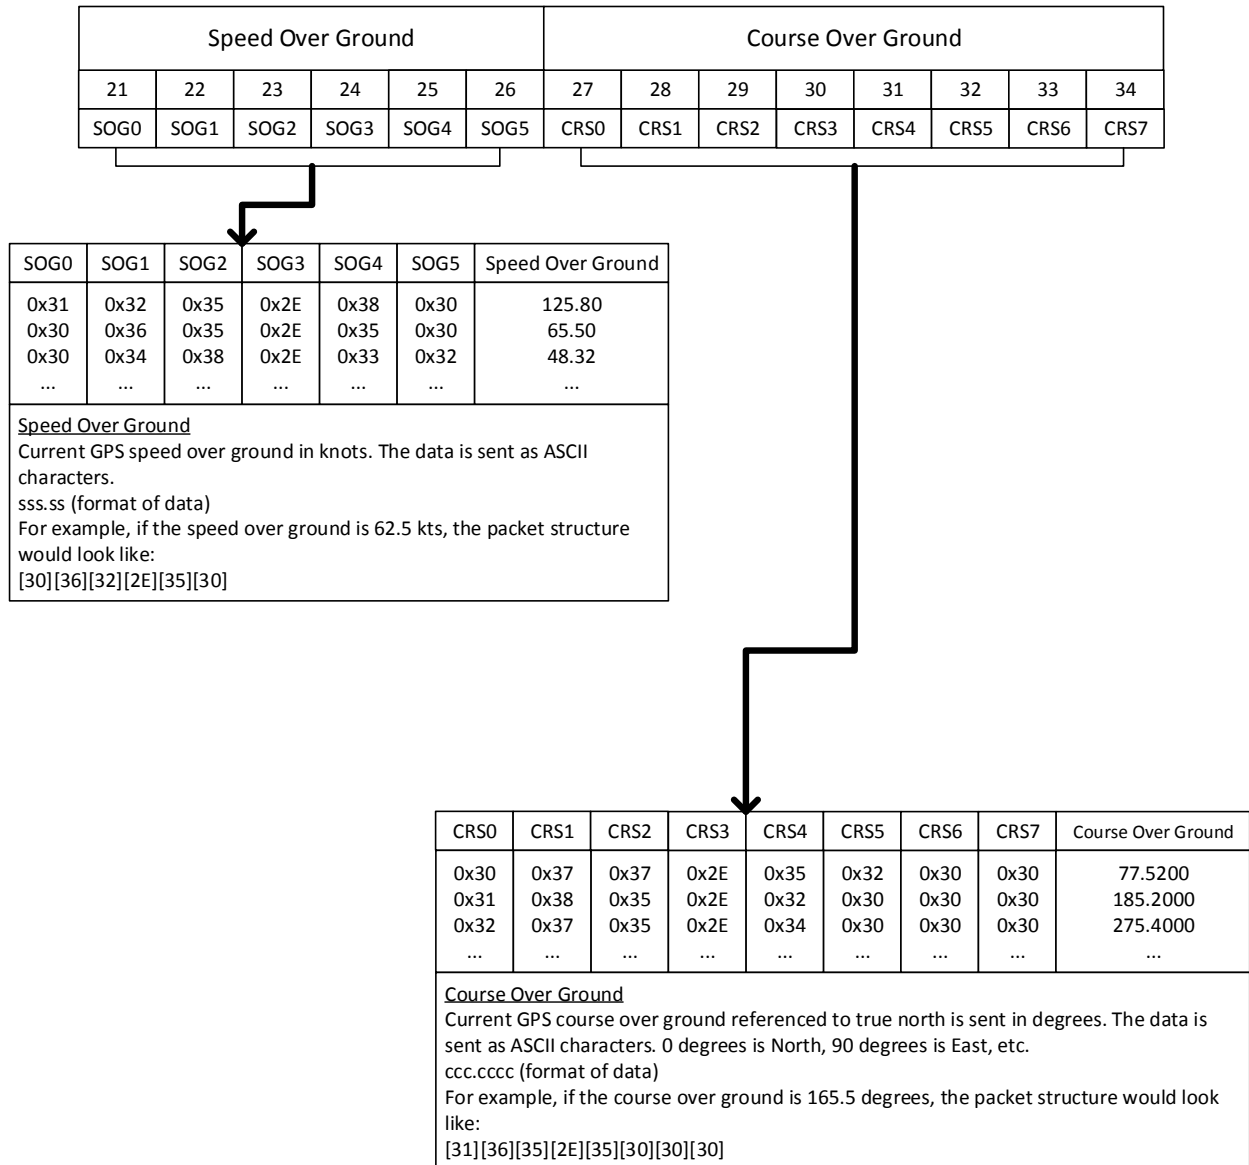 Speed Over Ground Course Over Ground
21 22 23 24 25 26 27 28 29 30 31 32 33 34
SOG0 SOG1 SOG2 SOG3 SOG4 SOG5 CRS0 CRS1 CRS2 CRS3 CRS4 CRS5 CRS6 CRS7
SOG0 SOG1 SOG2 SOG3 SOG4 SOG5 Speed Over Ground
0x31 0x32 0x35 0x2E 0x38 0x30 125.80
0x30 0x36 0x35 0x2E 0x35 0x30 65.50
0x30 0x34 0x38 0x2E 0x33 0x32 48.32
... ... ... ... ... ... ...
Speed Over Ground
Current GPS speed over ground in knots. The data is sent as ASCII
characters.
sss.ss (format of data)
For example, if the speed over ground is 62.5 kts, the packet structure
would look like:
[30][36][32][2E][35][30]
CRS0 CRS1 CRS2 CRS3 CRS4 CRS5 CRS6 CRS7 Course Over Ground
0x30 0x37 0x37 0x2E 0x35 0x32 0x30 0x30 77.5200
0x31 0x38 0x35 0x2E 0x32 0x30 0x30 0x30 185.2000
0x32 0x37 0x35 0x2E 0x34 0x30 0x30 0x30 275.4000
... ... ... ... ... ... ... ... ...
Course Over Ground
Current GPS course over ground referenced to true north is sent in degrees. The data is
sent as ASCII characters. 0 degrees is North, 90 degrees is East, etc.
ccc.cccc (format of data)
For example, if the course over ground is 165.5 degrees, the packet structure would look
like:
[31][36][35][2E][35][30][30][30]